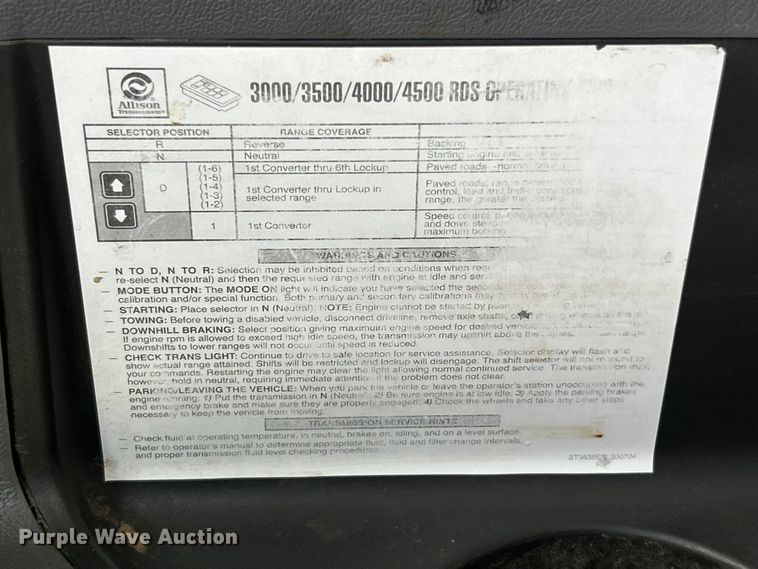 Allison
Transmission
3000/3500/4000/4500 RDS OPERATING
SELECTOR POSITION RANGE COVERAGE
R Reverse Backing
N Neutral Starting engine
D (1-6) 1st Converter thru 6th Lockup Paved roads - normal driving
(1-5)
(1-4) 1st Converter thru Lockup in Paved roads, range determined
(1-3) selected range control, load and traffic conditions
(1-2) range, the greater the braking
1 1st Convertor Speed control during
and down steep
maximum braking
WARNINGS AND CAUTIONS
– N TO D, N TO R: Selection may be inhibited based on conditions when
re-select N (Neutral) and then the requested range with engine at idle and
– MODE BUTTON: The MODE ON light will indicate you have selected the secondary
calibration and/or special function. Both primary and secondary calibrations may
– STARTING: Place selector in N (Neutral). NOTE: Engine cannot be started by
– TOWING: Before towing a disabled vehicle, disconnect driveline, remove axle shafts, or
– DOWNHILL BRAKING: Select position giving maximum engine speed for desired vehicle
If engine rpm is allowed to exceed high idle speed, the transmission may upshift above the
Downshifts to lower ranges will not occur until speed is reduced.
– CHECK TRANS LIGHT: Continue to drive to safe location for service assistance. Selector display will flash and
show actual range attained. Shifts will be restricted and lockup will disengage. The shift selector will not respond to
your commands. Restarting the engine may clear the light allowing normal continued service. The transmission may,
however, hold in neutral, requiring immediate attention if the problem does not clear.
– PARKING/LEAVING THE VEHICLE: When you park the vehicle or leave the operator's station unoccupied with the
engine running: 1) Put the transmission in N (Neutral) 2) Be sure engine is at low idle. 3) Apply the parking brakes
and emergency brake and make sure they are properly engaged; 4) Chock the wheels and take any other steps
necessary to keep the vehicle from moving.
TRANSMISSION SERVICE HINTS
– Check fluid at operating temperature, in neutral, brakes on, idling, and on a level surface.
– Refer to operator's manual to determine appropriate fluid, fluid and filter change intervals,
and proper transmission fluid level checking procedures.
200704
Purple Wave Auction